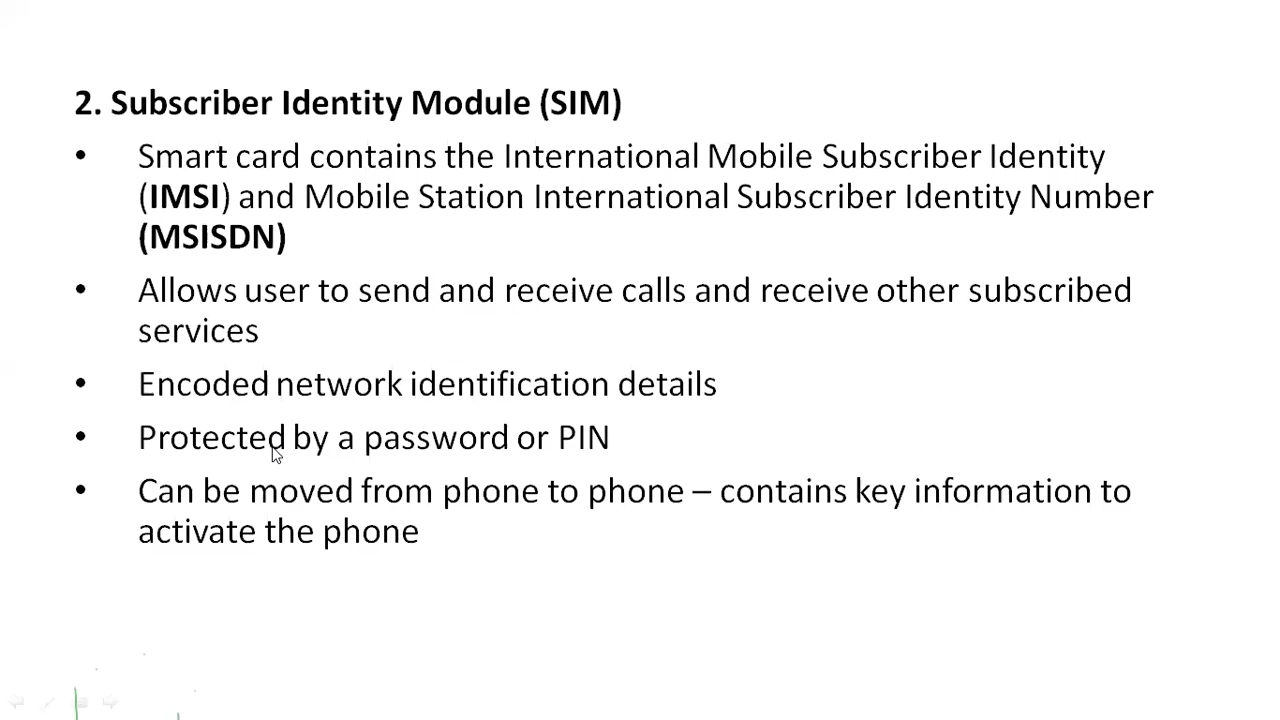 2. Subscriber Identity Module (SIM)
• Smart card contains the International Mobile Subscriber Identity
(IMSI) and Mobile Station International Subscriber Identity Number
(MSISDN)
• Allows user to send and receive calls and receive other subscribed
services
• Encoded network identification details
• Protected by a password or PIN
• Can be moved from phone to phone – contains key information to
activate the phone